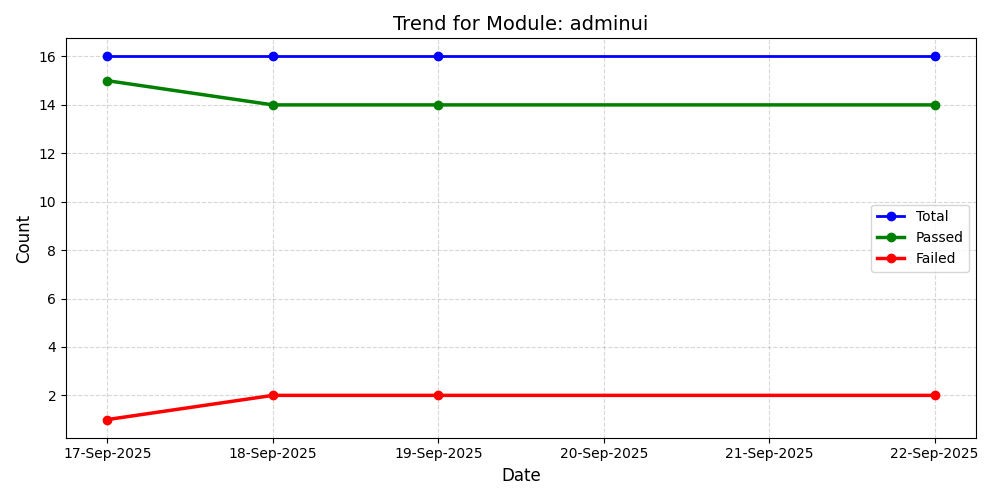 Trend for Module: adminui
Count
16
14
12
10
8
6
4
2
Total
Passed
Failed
17-Sep-2025
18-Sep-2025
19-Sep-2025
20-Sep-2025
21-Sep-2025
22-Sep-2025
Date